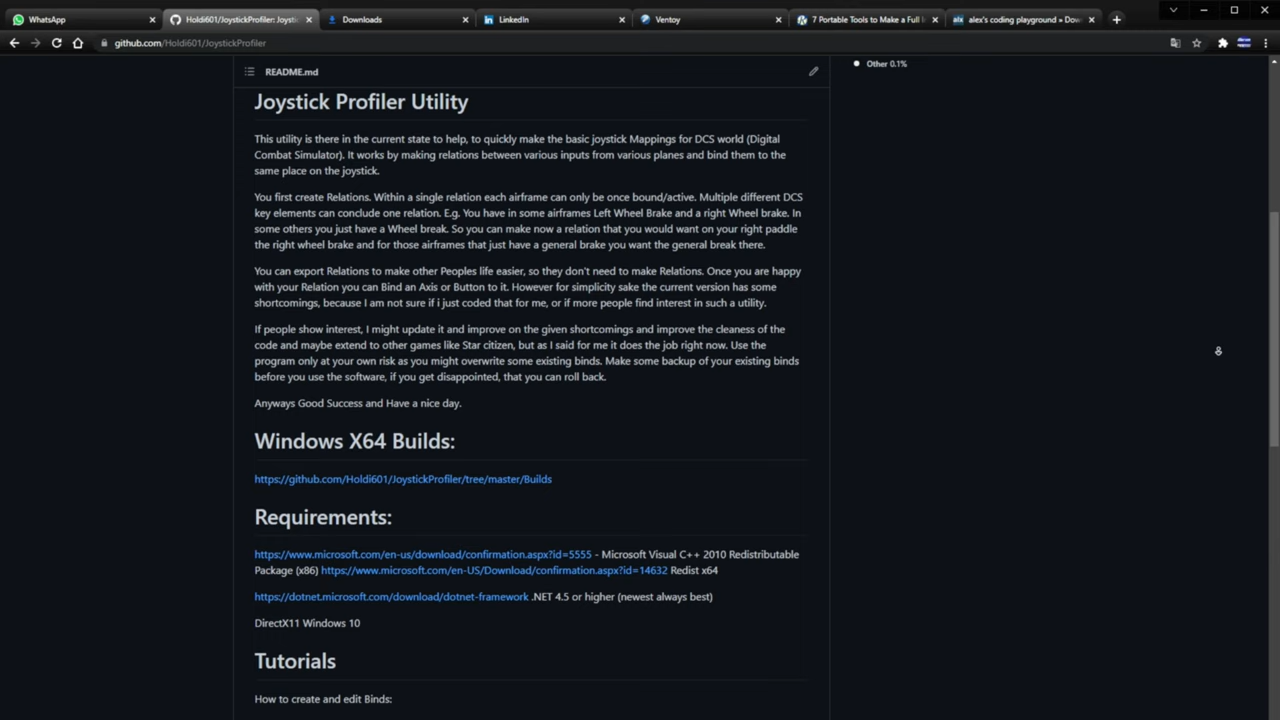 WhatsApp
Holdi601/JoystickProfiler: Joysti
Downloads
LinkedIn
Ventoy
7 Portable Tools to Make a Full
alex's coding playground » Dow
github.com/Holdi601/JoystickProfiler
README.md
Other 0.1%
Joystick Profiler Utility
This utility is there in the current state to help, to quickly make the basic joystick Mappings for DCS world (Digital
Combat Simulator). It works by making relations between various inputs from various planes and bind them to the
same place on the joystick.
You first create Relations. Within a single relation each airframe can only be once bound/active. Multiple different DCS
key elements can conclude one relation. E.g. You have in some airframes Left Wheel Brake and a right Wheel brake. In
some others you just have a Wheel break. So you can make now a relation that you would want on your right paddle
the right wheel brake and for those airframes that just have a general brake you want the general break there.
You can export Relations to make other Peoples life easier, so they don't need to make Relations. Once you are happy
with your Relation you can Bind an Axis or Button to it. However for simplicity sake the current version has some
shortcomings, because I am not sure if i just coded that for me, or if more people find interest in such a utility.
If people show interest, I might update it and improve on the given shortcomings and improve the cleaness of the
code and maybe extend to other games like Star citizen, but as I said for me it does the job right now. Use the
program only at your own risk as you might overwrite some existing binds. Make some backup of your existing binds
before you use the software, if you get disappointed, that you can roll back.
Anyways Good Success and Have a nice day.
Windows X64 Builds:
https://github.com/Holdi601/JoystickProfiler/tree/master/Builds
Requirements:
https://www.microsoft.com/en-us/download/confirmation.aspx?id=5555 - Microsoft Visual C++ 2010 Redistributable
Package (x86) https://www.microsoft.com/en-US/Download/confirmation.aspx?id=14632 Redist x64
https://dotnet.microsoft.com/download/dotnet-framework .NET 4.5 or higher (newest always best)
DirectX11 Windows 10
Tutorials
How to create and edit Binds: